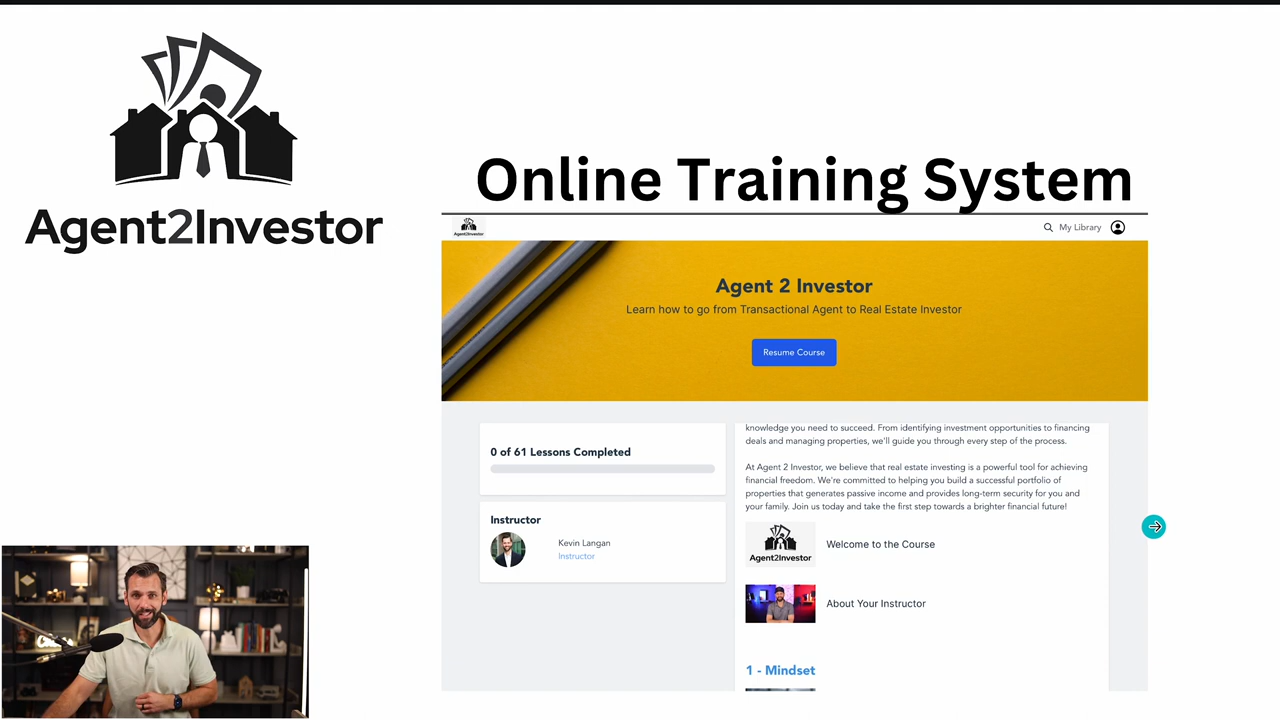 Agent2Investor
Online Training System
Agent2Investor
My Library
Agent 2 Investor
Learn how to go from Transactional Agent to Real Estate Investor
Resume Course
0 of 61 Lessons Completed
Instructor
Kevin Langan
Instructor
knowledge you need to succeed. From identifying investment opportunities to financing
deals and managing properties, we'll guide you through every step of the process.
At Agent 2 Investor, we believe that real estate investing is a powerful tool for achieving
financial freedom. We're committed to helping you build a successful portfolio of
properties that generates passive income and provides long-term security for you and
your family. Join us today and take the first step towards a brighter financial future!
Agent2Investor
Welcome to the Course
About Your Instructor
1 - Mindset